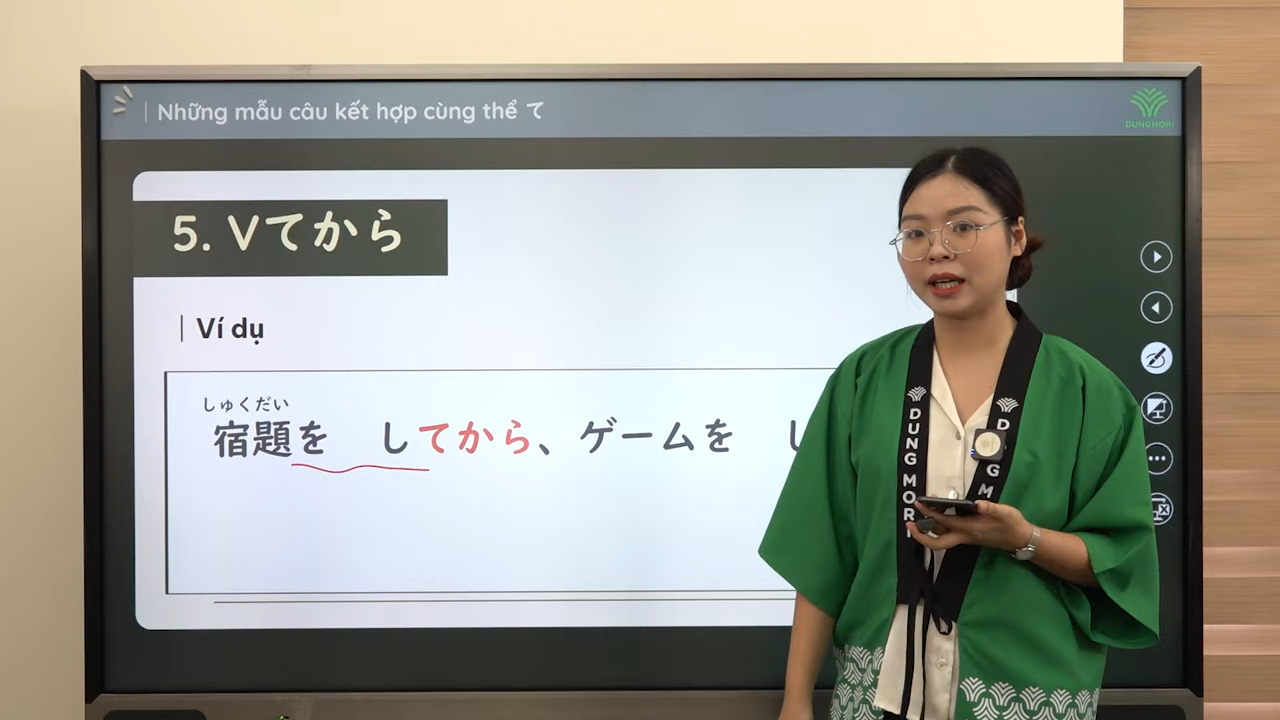 Những mẫu câu kết hợp cùng thể て
DUNGMORI
5. Vてから
Ví dụ
しゅくだい
宿題を してから、ゲームを し
DUNG MORI
DUNG M